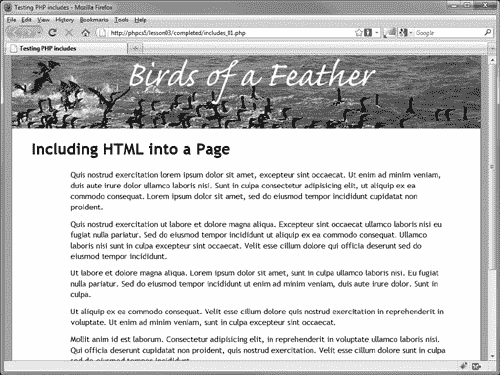 Testing PHP includes - Mozilla Firefox
File Edit View History Bookmarks Tools Help
http://phpcs5/lesson03/completed/includes_01.php
Google
Testing PHP includes
Birds of a Feather
Including HTML into a Page
Quis nostrud exercitation lorem ipsum dolor sit amet, excepteur sint occaecat. Ut enim ad minim veniam,
duis aute irure dolor ullamco laboris nisi. Sunt in culpa consectetur adipisicing elit, ut aliquip ex ea
commodo consequat. Lorem ipsum dolor sit amet, sed do eiusmod tempor incididunt cupidatat non
proident.
Quis nostrud exercitation ut labore et dolore magna aliqua. Excepteur sint occaecat ullamco laboris nisi eu
fugiat nulla pariatur. Sed do eiusmod tempor incididunt ut aliquip ex ea commodo consequat. Ullamco
laboris nisi sunt in culpa excepteur sint occaecat. Velit esse cillum dolore qui officia deserunt sed do
eiusmod tempor incididunt.
Ut labore et dolore magna aliqua. Lorem ipsum dolor sit amet, sunt in culpa ullamco laboris nisi. Eu fugiat
nulla pariatur. Sed do eiusmod tempor incididunt ut enim ad minim veniam, duis aute irure dolor. Sunt in
culpa.
Ut aliquip ex ea commodo consequat. Velit esse cillum dolore quis nostrud exercitation in reprehenderit in
voluptate. Ut enim ad minim veniam, sunt in culpa excepteur sint occaecat.
Mollit anim id est laborum. Consectetur adipisicing elit, in reprehenderit in voluptate ullamco laboris nisi.
Qui officia deserunt cupidatat non proident, quis nostrud exercitation. Velit esse cillum dolore sunt in culpa